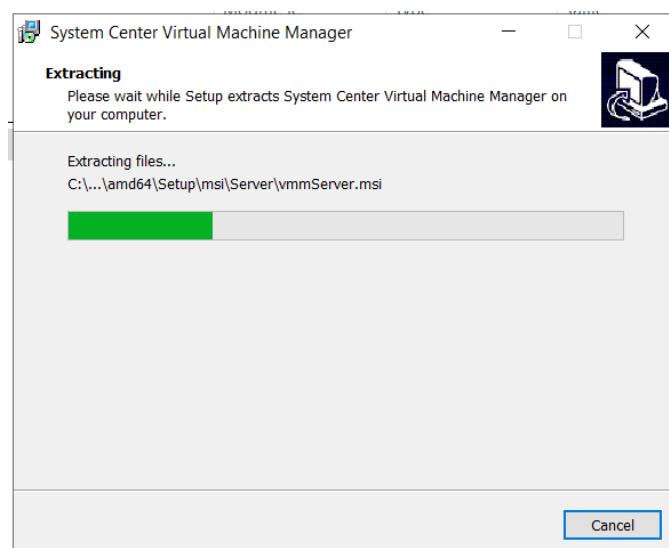 System Center Virtual Machine Manager
Extracting
Please wait while Setup extracts System Center Virtual Machine Manager on
your computer.
Extracting files...
C:\...\amd64\Setup\msi\Server\vmmServer.msi
Cancel